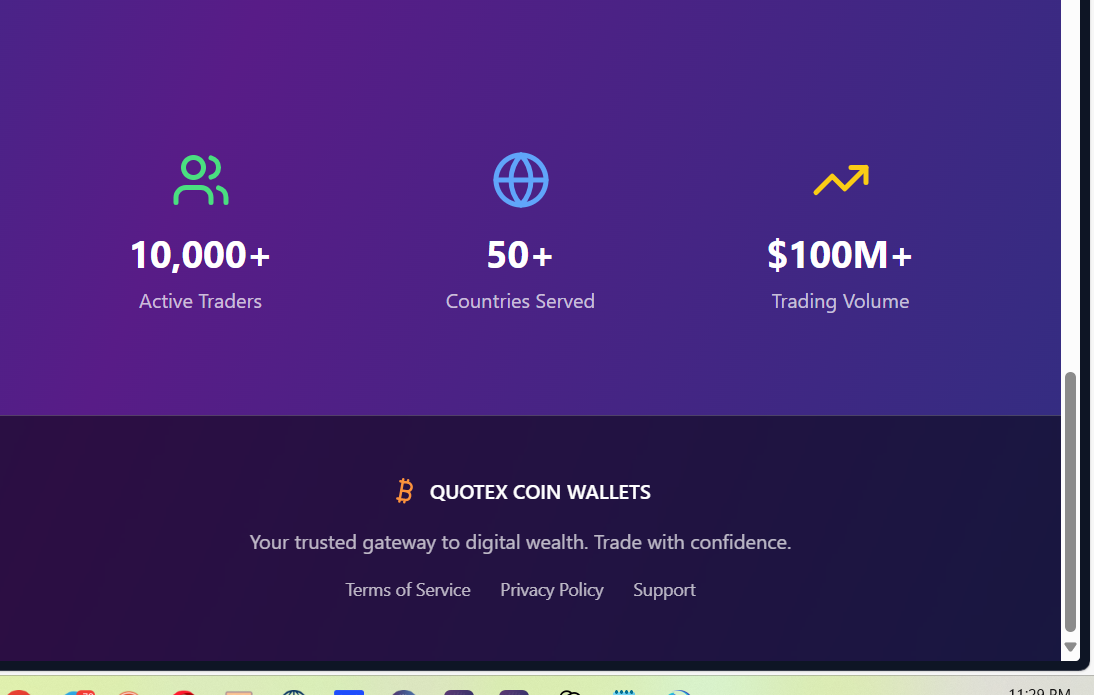 10,000+ 50+ $100M+
Active Traders Countries Served Trading Volume
QUOTEX COIN WALLETS
Your trusted gateway to digital wealth. Trade with confidence.
Terms of Service Privacy Policy Support
11:29 PM